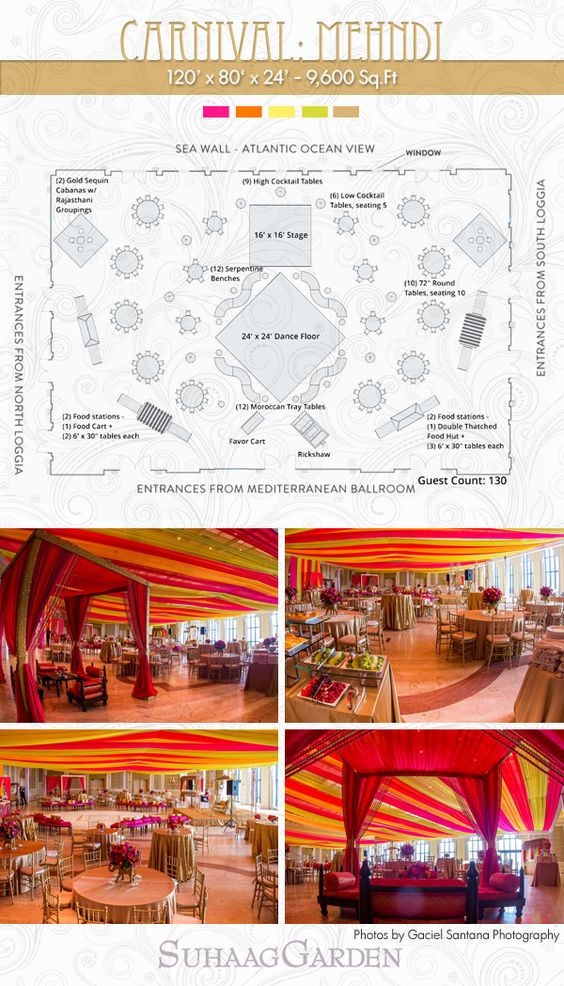 CARNIVAL: MEHNDI
120' x 80' x 24' - 9,600 Sq.Ft
SEA WALL - ATLANTIC OCEAN VIEW
WINDOW
(2) Gold Sequin
Cabanas w/
Rajasthani
Groupings
(9) High Cocktail Tables
(6) Low Cocktail
Tables, seating 5
16' x 16' Stage
(12) Serpentine
Benches
(10) 72" Round
Tables, seating 10
24' x 24' Dance Floor
ENTRANCES FROM NORTH LOGGIA
ENTRANCES FROM SOUTH LOGGIA
(12) Moroccan Tray Tables
(2) Food stations -
(1) Food Cart +
(2) 6' x 30" tables each
Favor Cart
Rickshaw
(2) Food stations -
(1) Double Thatched
Food Hut +
(3) 6' x 30" tables each
ENTRANCES FROM MEDITERRANEAN BALLROOM
Guest Count: 130
Photos by Gaciel Santana Photography
SUHAAG GARDEN